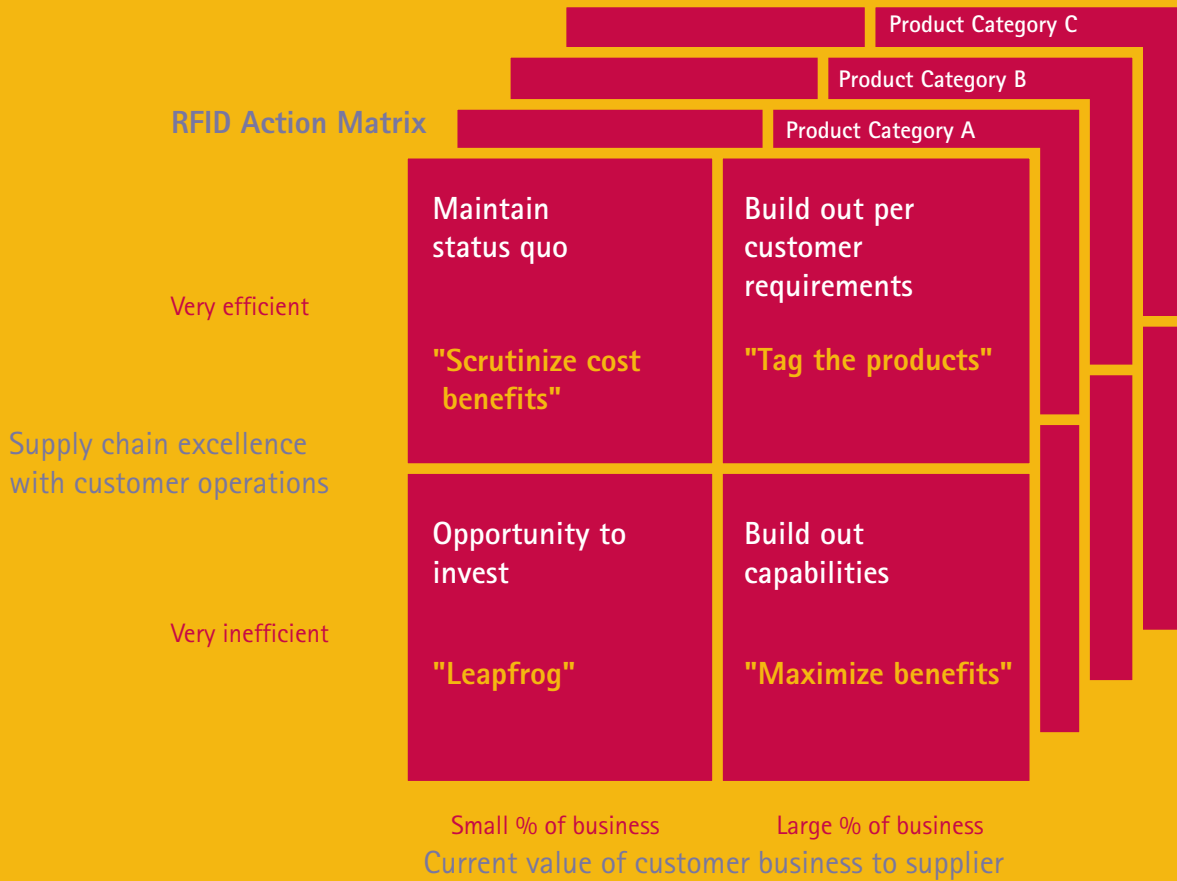 Product Category C
Product Category B
RFID Action Matrix
Product Category A
Maintain
status quo
Build out per
customer
requirements
Very efficient
"Scrutinize cost
benefits"
"Tag the products"
Supply chain excellence
with customer operations
Opportunity to
invest
Build out
capabilities
Very inefficient
"Leapfrog"
"Maximize benefits"
Small % of business
Large % of business
Current value of customer business to supplier